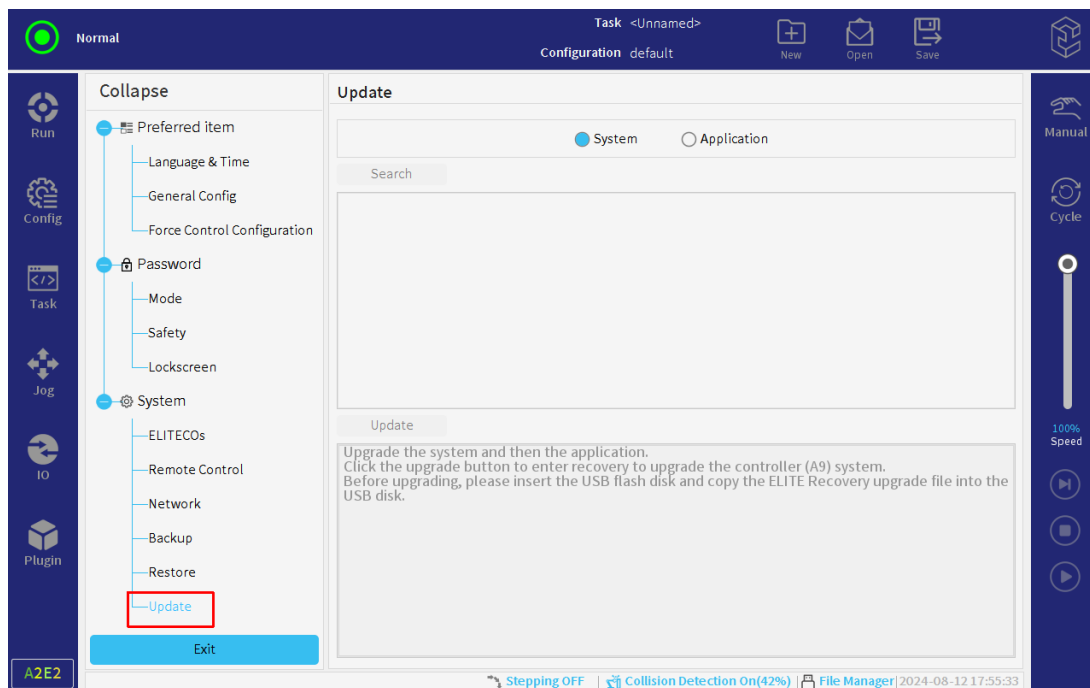 Normal
Task <Unnamed>
Configuration default
New
Open
Save
Run
Config
Task
Jog
IO
Plugin
A2E2
Collapse
Preferred item
Language & Time
General Config
Force Control Configuration
Password
Mode
Safety
Lockscreen
System
ELITECOs
Remote Control
Network
Backup
Restore
Update
Exit
Update
System Application
Search
Update
Upgrade the system and then the application.
Click the upgrade button to enter recovery to upgrade the controller (A9) system.
Before upgrading, please insert the USB flash disk and copy the ELITE Recovery upgrade file into the
USB disk.
Manual
Cycle
100%
Speed
Stepping OFF | Collision Detection On(42%) | File Manager | 2024-08-12 17:55:33